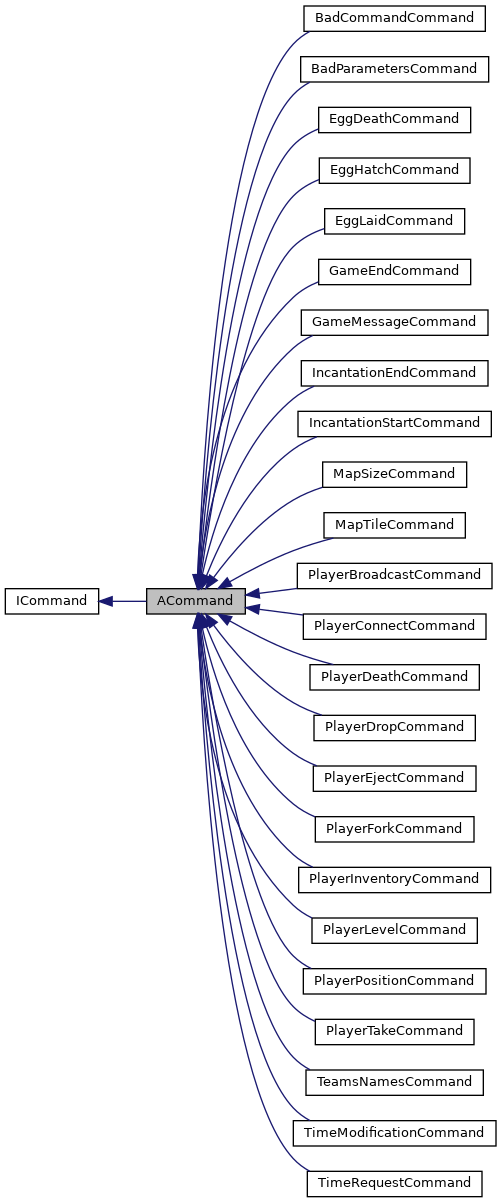 BadCommandCommand
BadParametersCommand
EggDeathCommand
EggHatchCommand
EggLaidCommand
GameEndCommand
GameMessageCommand
IncantationEndCommand
IncantationStartCommand
MapSizeCommand
MapTileCommand
PlayerBroadcastCommand
ICommand
ACommand
PlayerConnectCommand
PlayerDeathCommand
PlayerDropCommand
PlayerEjectCommand
PlayerForkCommand
PlayerInventoryCommand
PlayerLevelCommand
PlayerPositionCommand
PlayerTakeCommand
TeamsNamesCommand
TimeModificationCommand
TimeRequestCommand